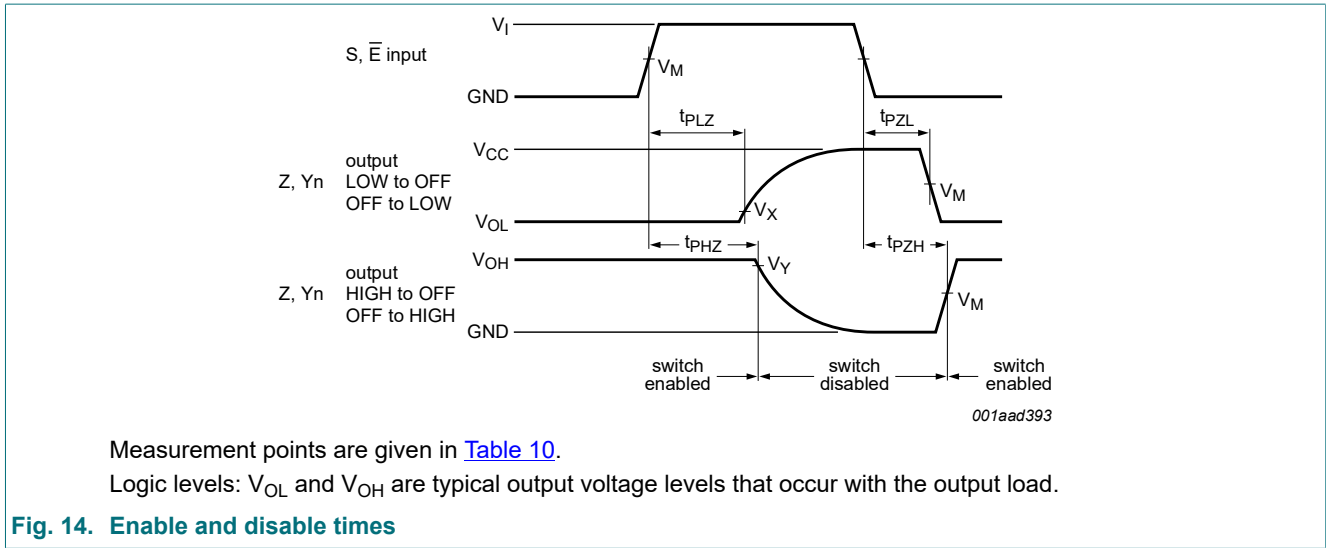 V_I
S, E̅ input
V_M
GND
t_PLZ
t_PZL
V_CC
output
Z, Yn LOW to OFF
OFF to LOW
V_M
V_X
V_OL
t_PHZ
t_PZH
V_OH
V_Y
output
Z, Yn HIGH to OFF
OFF to HIGH
V_M
GND
switch enabled
switch disabled
switch enabled
001aad393
Measurement points are given in Table 10.
Logic levels: V_OL and V_OH are typical output voltage levels that occur with the output load.
Fig. 14. Enable and disable times